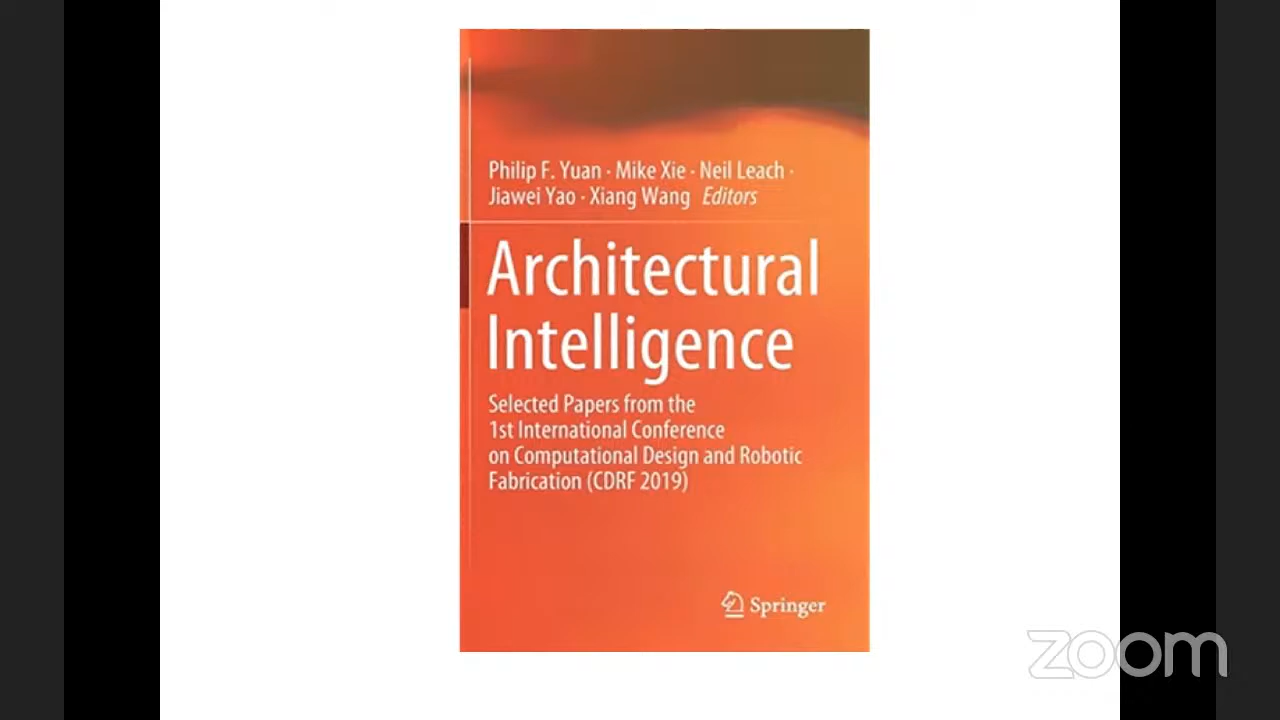 Philip F. Yuan · Mike Xie · Neil Leach ·
Jiawei Yao · Xiang Wang Editors
Architectural
Intelligence
Selected Papers from the
1st International Conference
on Computational Design and Robotic
Fabrication (CDRF 2019)
Springer
zoom